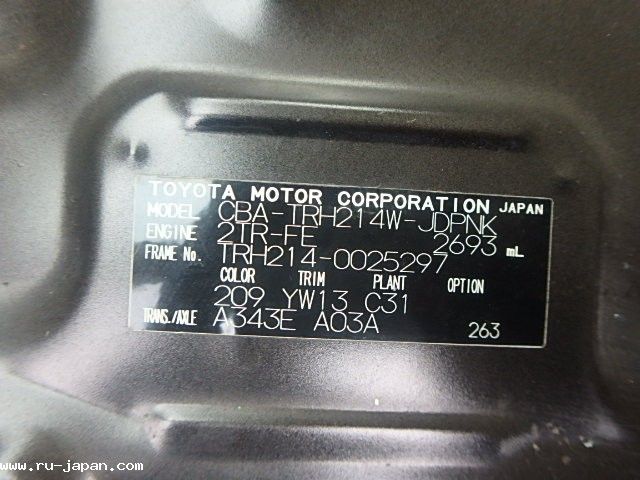 TOYOTA MOTOR CORPORATION JAPAN
MODEL CBA-TRH214W-JDPNK
ENGINE 2TR-FE 2693 mL
FRAME No. TRH214-0025297
COLOR TRIM PLANT OPTION
209 YW13 C31
TRANS./AXLE A343E A03A 263
www.ru-japan.com